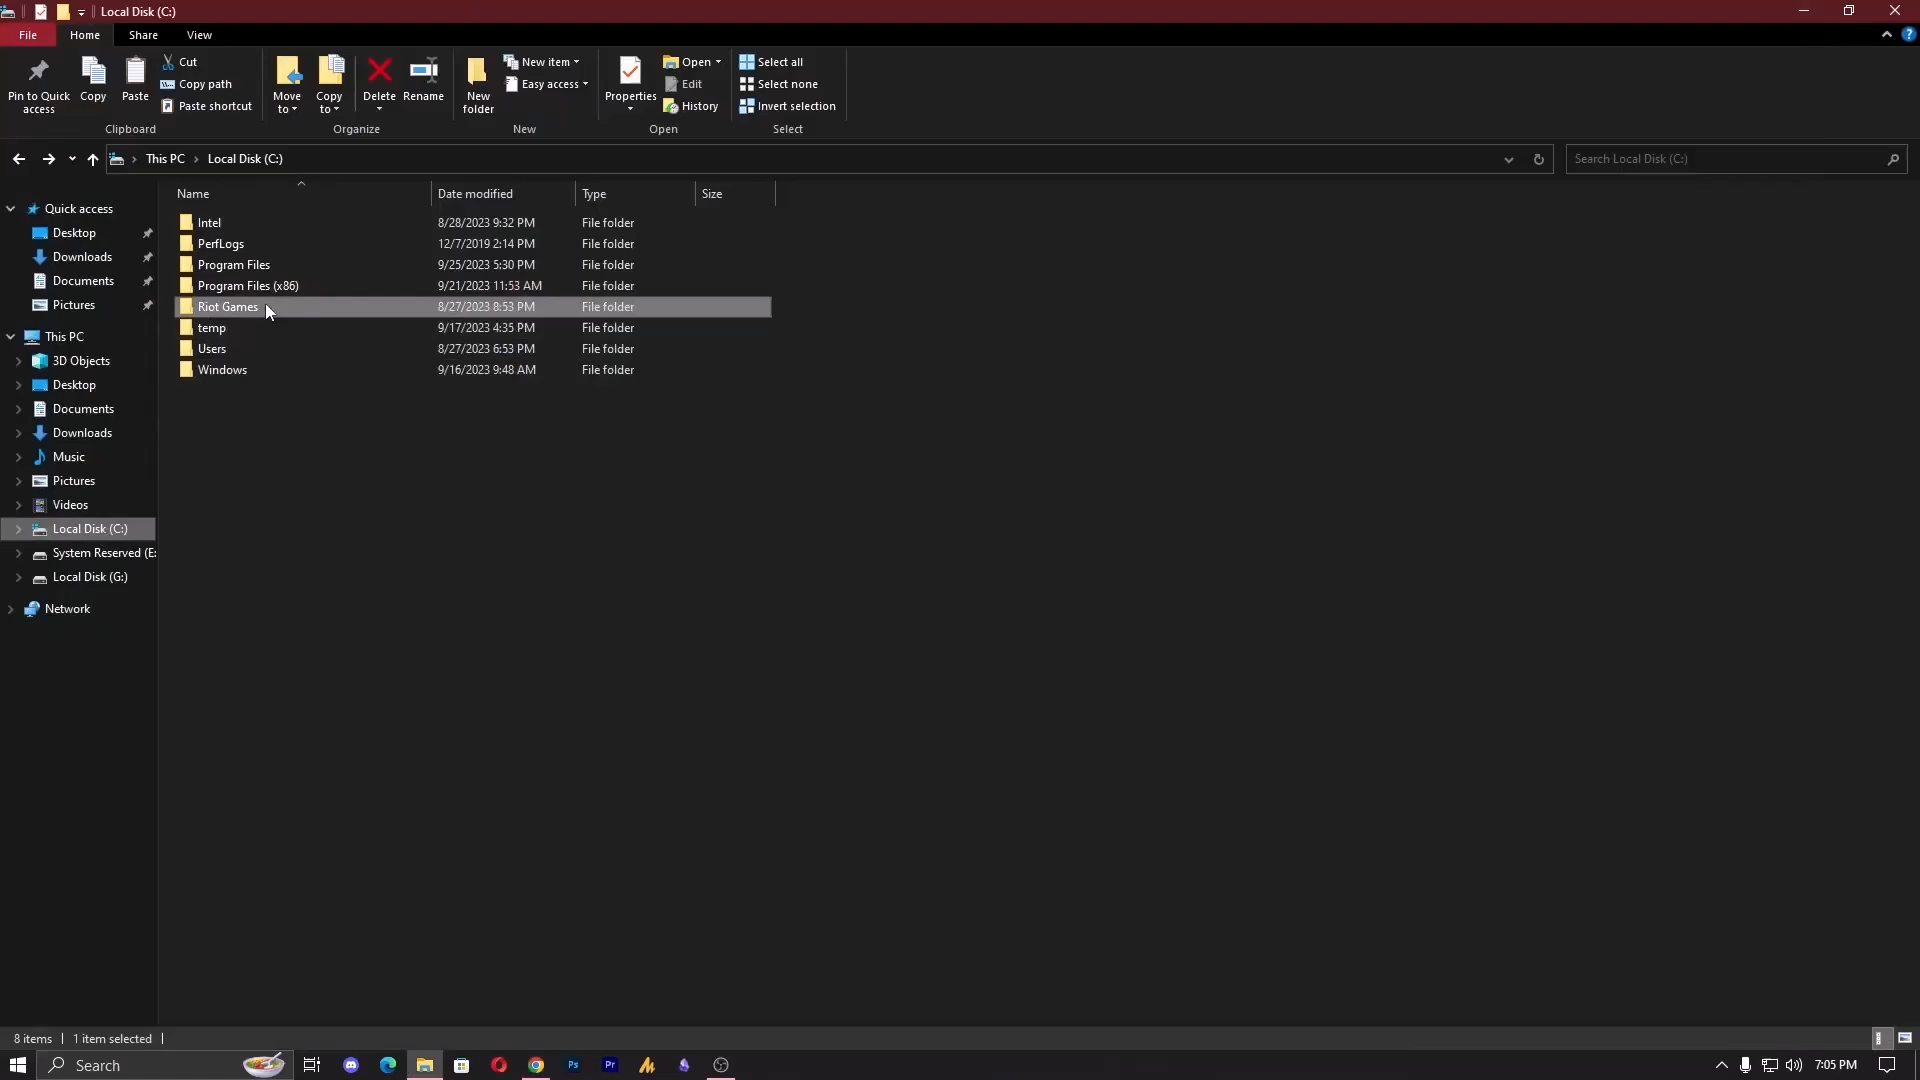 Local Disk (C:)
File Home Share View
Pin to Quick access
Copy
Paste
Cut
Copy path
Paste shortcut
Clipboard
Move to
Copy to
Delete
Rename
Organize
New folder
New item
Easy access
New
Properties
Open
Edit
History
Open
Select all
Select none
Invert selection
Select
This PC > Local Disk (C:)
Search Local Disk (C:)
Name Date modified Type Size
Intel 8/28/2023 9:32 PM File folder
PerfLogs 12/7/2019 2:14 PM File folder
Program Files 9/25/2023 5:30 PM File folder
Program Files (x86) 9/21/2023 11:53 AM File folder
Riot Games 8/27/2023 8:53 PM File folder
temp 9/17/2023 4:35 PM File folder
Users 8/27/2023 6:53 PM File folder
Windows 9/16/2023 9:48 AM File folder
Quick access
Desktop
Downloads
Documents
Pictures
This PC
3D Objects
Desktop
Documents
Downloads
Music
Pictures
Videos
Local Disk (C:)
System Reserved (E:
Local Disk (G:)
Network
8 items 1 item selected
Search
Ps
Pr
7:05 PM